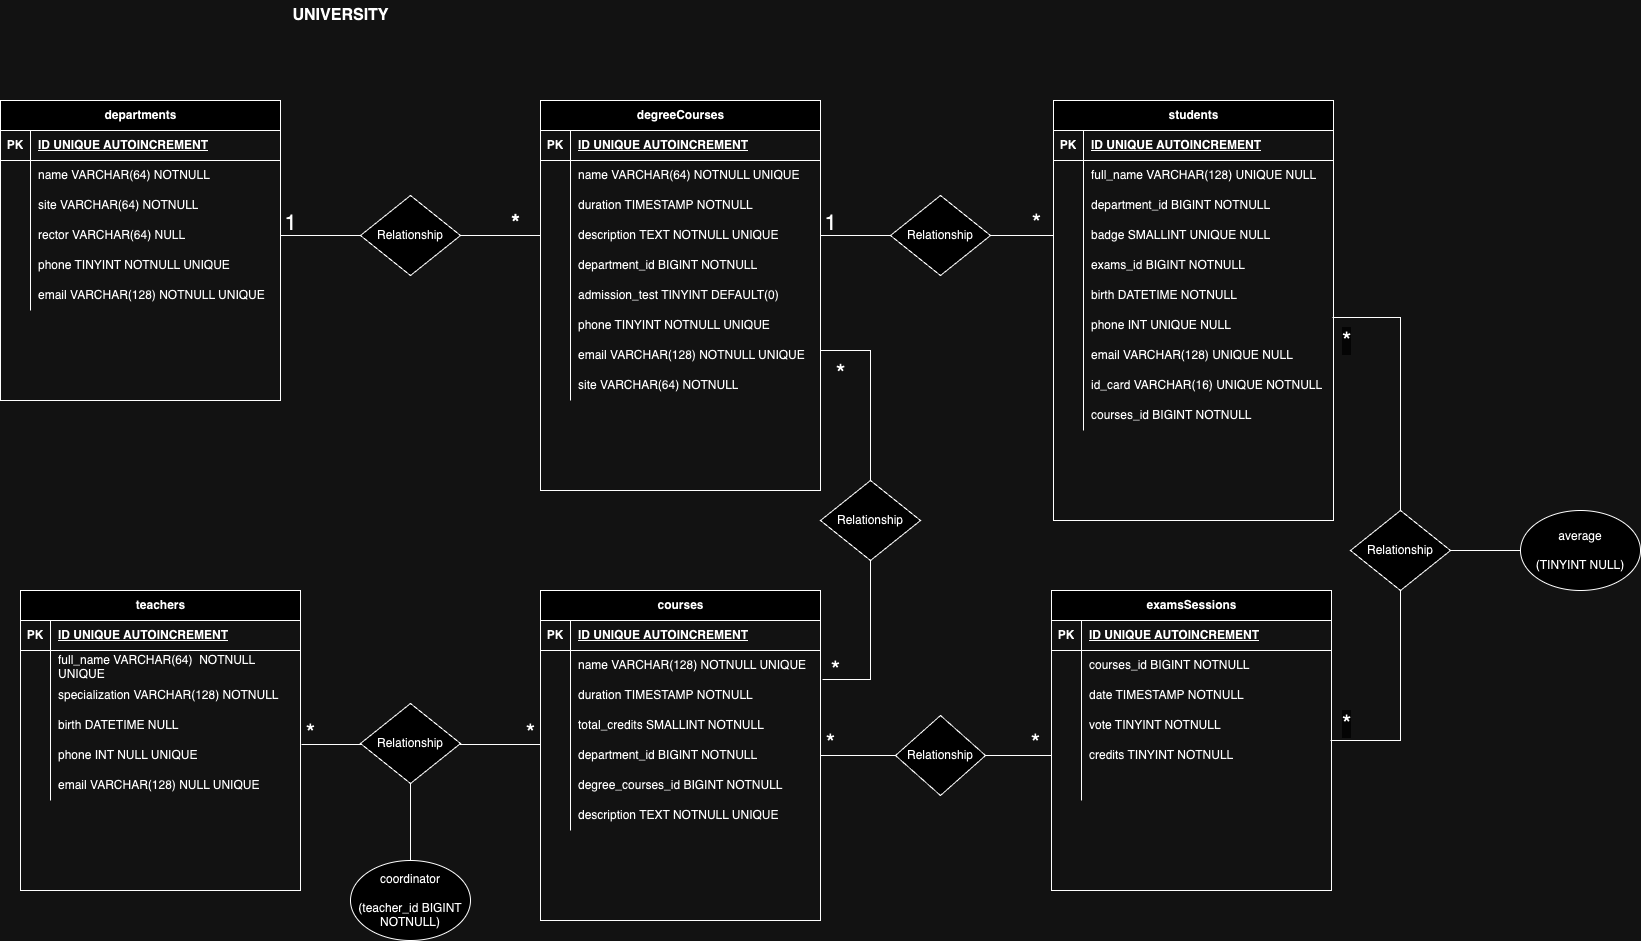 UNIVERSITY
departments
PK ID UNIQUE AUTOINCREMENT
name VARCHAR(64) NOTNULL
site VARCHAR(64) NOTNULL
rector VARCHAR(64) NULL
phone TINYINT NOTNULL UNIQUE
email VARCHAR(128) NOTNULL UNIQUE
1
Relationship
*
degreeCourses
PK ID UNIQUE AUTOINCREMENT
name VARCHAR(64) NOTNULL UNIQUE
duration TIMESTAMP NOTNULL
description TEXT NOTNULL UNIQUE
department_id BIGINT NOTNULL
admission_test TINYINT DEFAULT(0)
phone TINYINT NOTNULL UNIQUE
email VARCHAR(128) NOTNULL UNIQUE
site VARCHAR(64) NOTNULL
1
Relationship
*
students
PK ID UNIQUE AUTOINCREMENT
full_name VARCHAR(128) UNIQUE NULL
department_id BIGINT NOTNULL
badge SMALLINT UNIQUE NULL
exams_id BIGINT NOTNULL
birth DATETIME NOTNULL
phone INT UNIQUE NULL
email VARCHAR(128) UNIQUE NULL
id_card VARCHAR(16) UNIQUE NOTNULL
courses_id BIGINT NOTNULL
*
Relationship
*
*
Relationship
average
(TINYINT NULL)
*
teachers
PK ID UNIQUE AUTOINCREMENT
full_name VARCHAR(64) NOTNULL
UNIQUE
specialization VARCHAR(128) NOTNULL
birth DATETIME NULL
phone INT NULL UNIQUE
email VARCHAR(128) NULL UNIQUE
*
Relationship
*
coordinator
(teacher_id BIGINT
NOTNULL)
courses
PK ID UNIQUE AUTOINCREMENT
name VARCHAR(128) NOTNULL UNIQUE
duration TIMESTAMP NOTNULL
total_credits SMALLINT NOTNULL
department_id BIGINT NOTNULL
degree_courses_id BIGINT NOTNULL
description TEXT NOTNULL UNIQUE
*
Relationship
*
examsSessions
PK ID UNIQUE AUTOINCREMENT
courses_id BIGINT NOTNULL
date TIMESTAMP NOTNULL
vote TINYINT NOTNULL
credits TINYINT NOTNULL